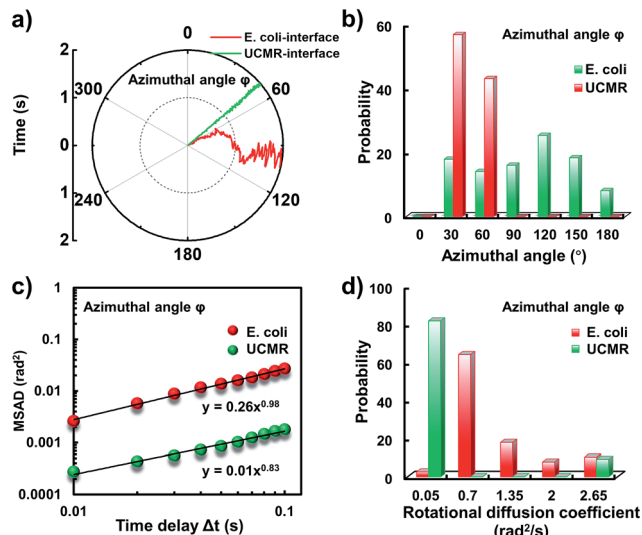 a)
0
E. coli-interface
UCMR-interface
Azimuthal angle φ
2
1
0
1
2
Time (s)
300
60
240
120
180
b)
Azimuthal angle φ
E. coli
UCMR
60
40
20
0
Probability
0 30 60 90 120 150 180
Azimuthal angle (°)
c)
Azimuthal angle φ
E. coli
UCMR
1
0.1
0.01
0.001
0.0001
MSAD (rad²)
y = 0.26x^0.98
y = 0.01x^0.83
0.01 0.1
Time delay Δt (s)
d)
Azimuthal angle φ
E. coli
UCMR
100
80
60
40
20
0
Probability
0.05 0.7 1.35 2 2.65
Rotational diffusion coefficient
(rad²/s)